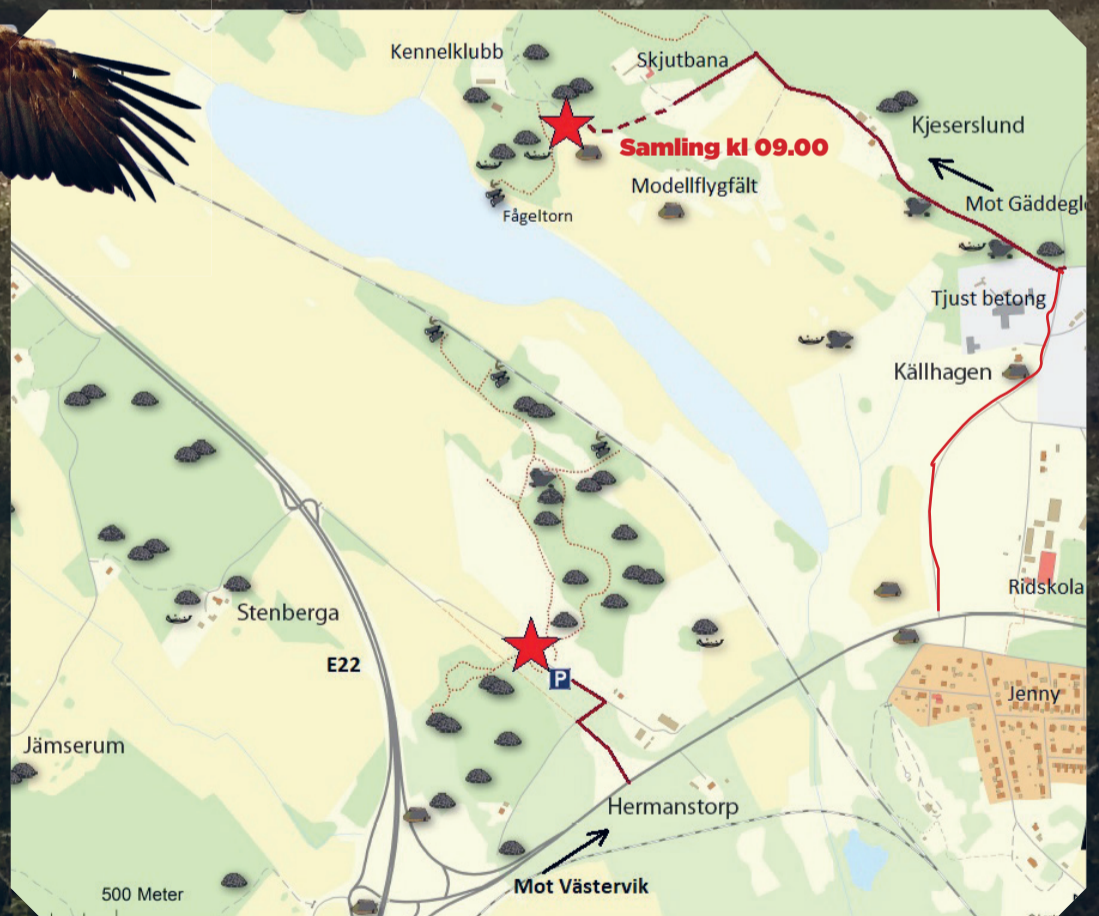 Kennelklubb
Skjutbana
Kjeserslund
Samling kl 09.00
Modellflygfält
Mot
Fågeltorn
Tjust betong
Källhagen
Ridskola
Stenberga
E22
P
Jenny
Jämserum
Hermanstorp
Mot Västervik
500 Meter